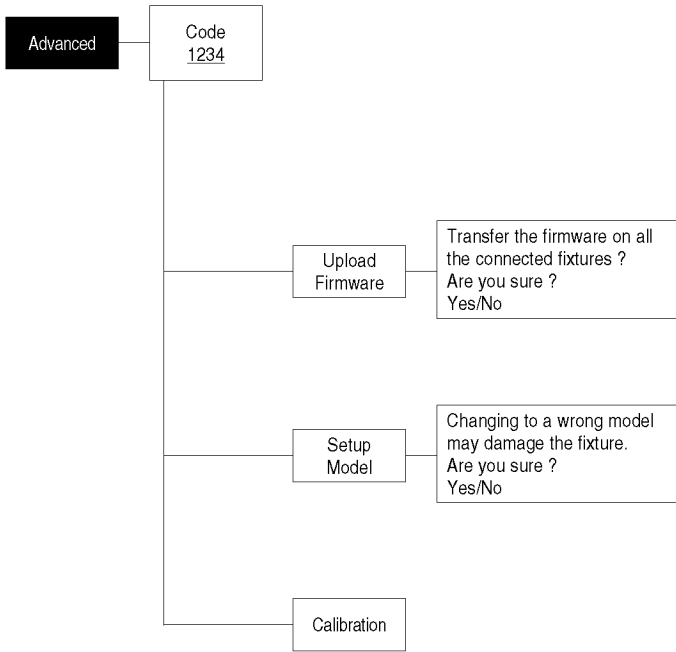 Advanced
Code
1234
Upload
Firmware
Transfer the firmware on all
the connected fixtures ?
Are you sure ?
Yes/No
Setup
Model
Changing to a wrong model
may damage the fixture.
Are you sure ?
Yes/No
Calibration